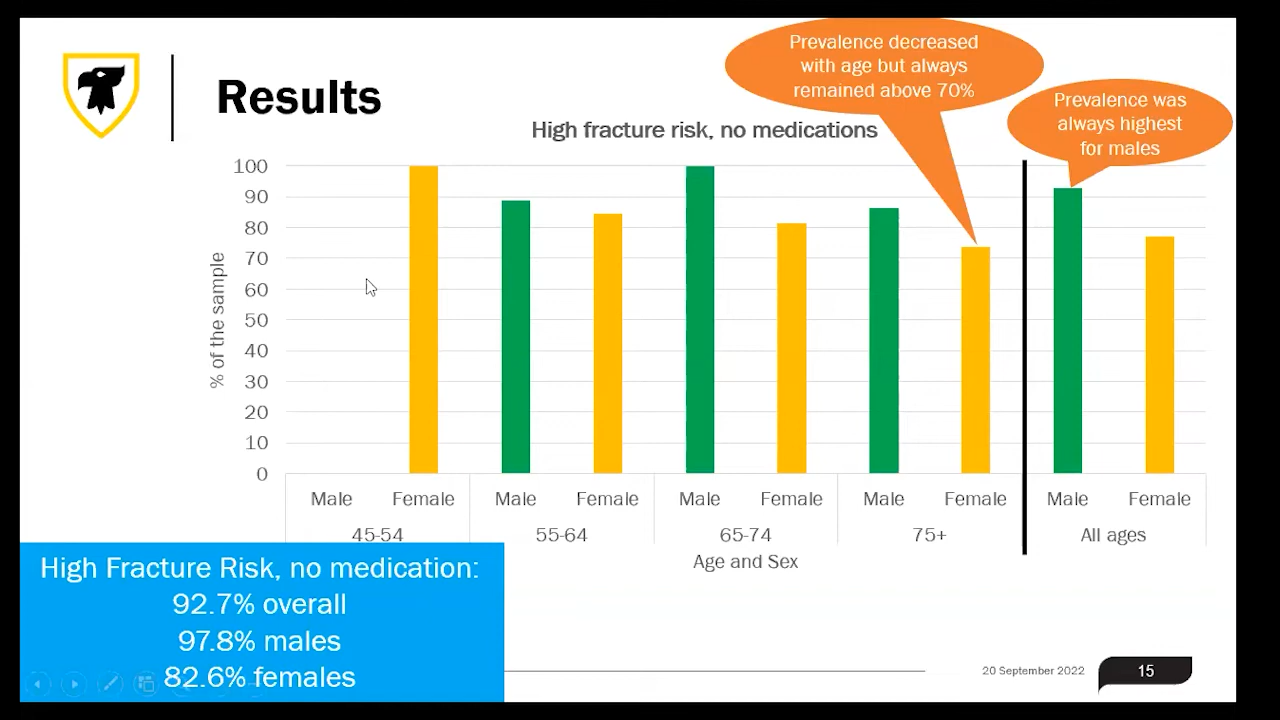 Results
Prevalence decreased
with age but always
remained above 70%
Prevalence was
always highest
for males
High fracture risk, no medications
100
90
80
70
60
50
40
30
20
10
0
% of the sample
Male Female Male Female Male Female Male Female Male Female
45-54 55-64 65-74 75+ All ages
Age and Sex
High Fracture Risk, no medication:
92.7% overall
97.8% males
82.6% females
20 September 2022
15